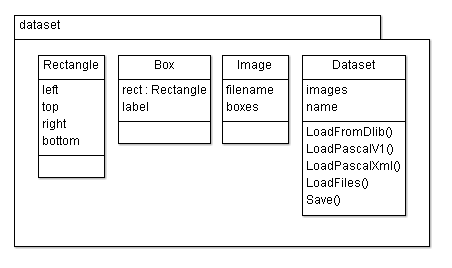 dataset
Rectangle
left
top
right
bottom
Box
rect : Rectangle
label
Image
filename
boxes
Dataset
images
name
LoadFromDlib()
LoadPascalV1()
LoadPascalXml()
LoadFiles()
Save()